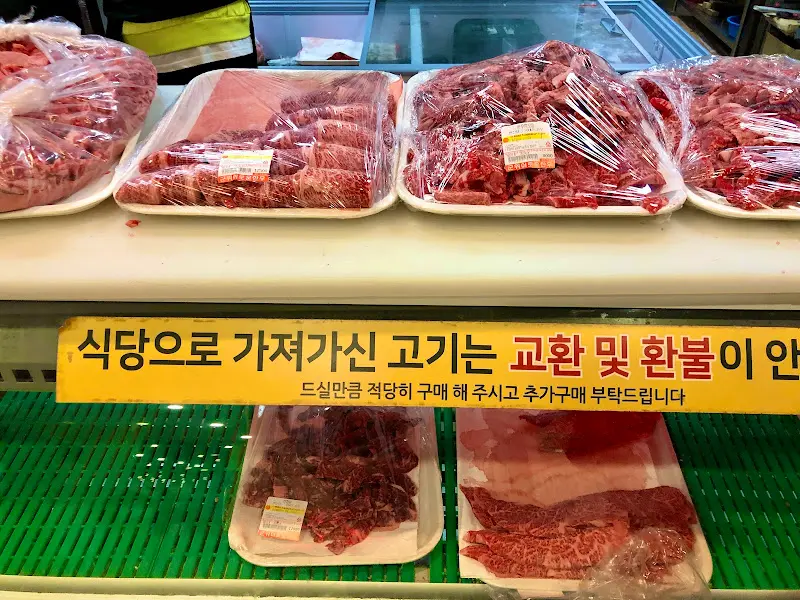 식당으로 가져가신 고기는 교환 및 환불이 안
드실만큼 적당히 구매 해 주시고 추가구매 부탁드립니다